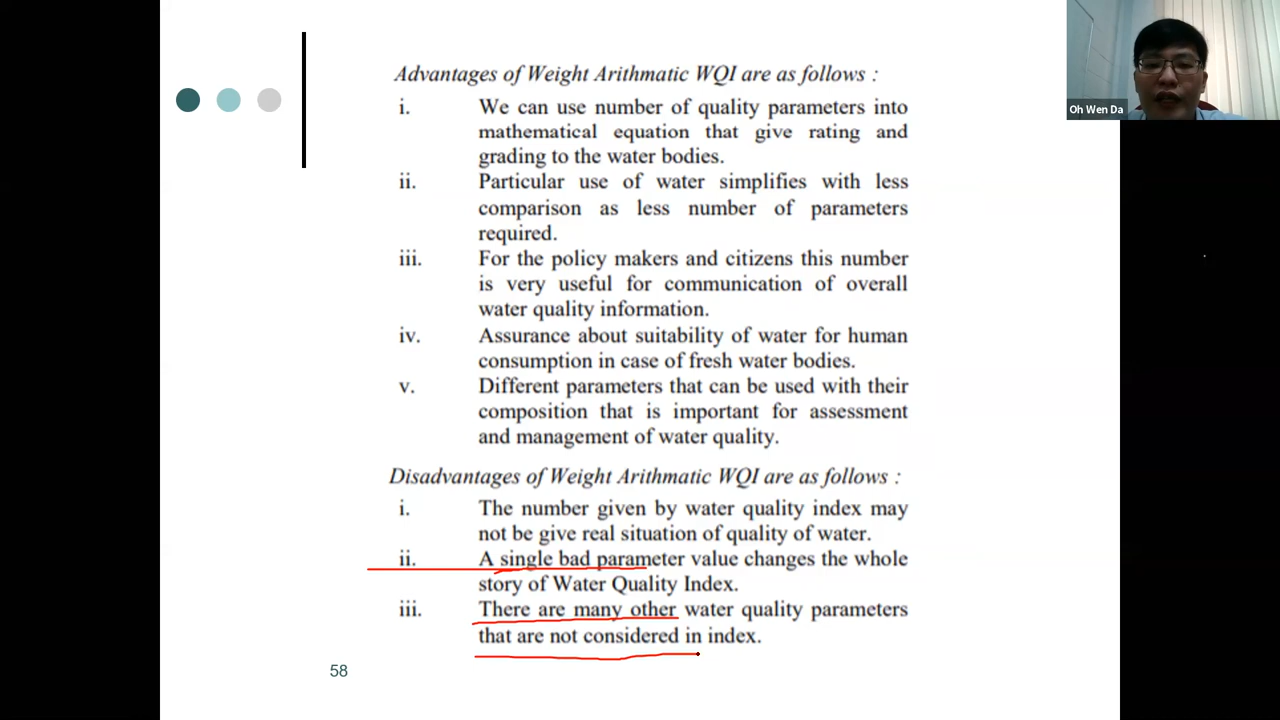 Advantages of Weight Arithmatic WQI are as follows :
i. We can use number of quality parameters into
mathematical equation that give rating and
grading to the water bodies.
ii. Particular use of water simplifies with less
comparison as less number of parameters
required.
iii. For the policy makers and citizens this number
is very useful for communication of overall
water quality information.
iv. Assurance about suitability of water for human
consumption in case of fresh water bodies.
v. Different parameters that can be used with their
composition that is important for assessment
and management of water quality.
Disadvantages of Weight Arithmatic WQI are as follows :
i. The number given by water quality index may
not be give real situation of quality of water.
ii. A single bad parameter value changes the whole
story of Water Quality Index.
iii. There are many other water quality parameters
that are not considered in index.
58
Oh Wen Da